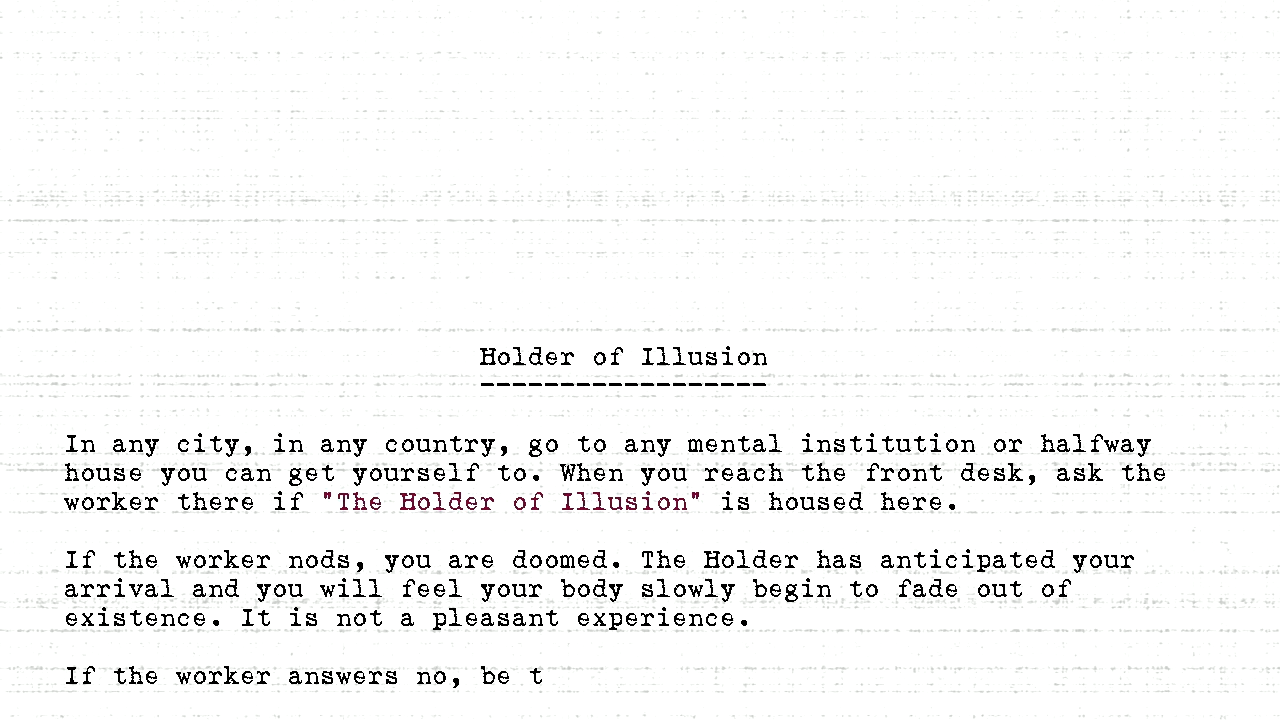 Holder of Illusion
------------------
In any city, in any country, go to any mental institution or halfway
house you can get yourself to. When you reach the front desk, ask the
worker there if "The Holder of Illusion" is housed here.
If the worker nods, you are doomed. The Holder has anticipated your
arrival and you will feel your body slowly begin to fade out of
existence. It is not a pleasant experience.
If the worker answers no, be t